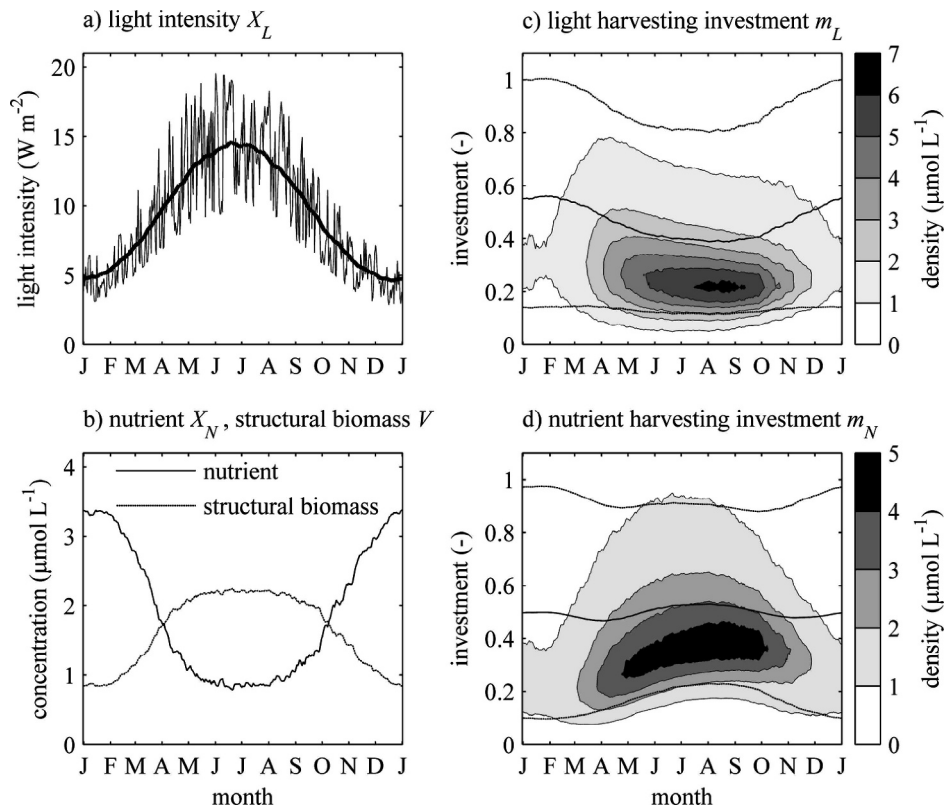 a) light intensity X_L
light intensity (W m⁻²)
20
15
10
5
0
J F M A M J J A S O N D J
c) light harvesting investment m_L
investment (-)
1
0.8
0.6
0.4
0.2
0
J F M A M J J A S O N D J
7
6
5
4
3
2
1
density (µmol L⁻¹)
b) nutrient X_N , structural biomass V
concentration (µmol L⁻¹)
4
3
2
1
0
nutrient
structural biomass
J F M A M J J A S O N D J
month
d) nutrient harvesting investment m_N
investment (-)
1
0.8
0.6
0.4
0.2
0
J F M A M J J A S O N D J
month
5
4
3
2
1
density (µmol L⁻¹)